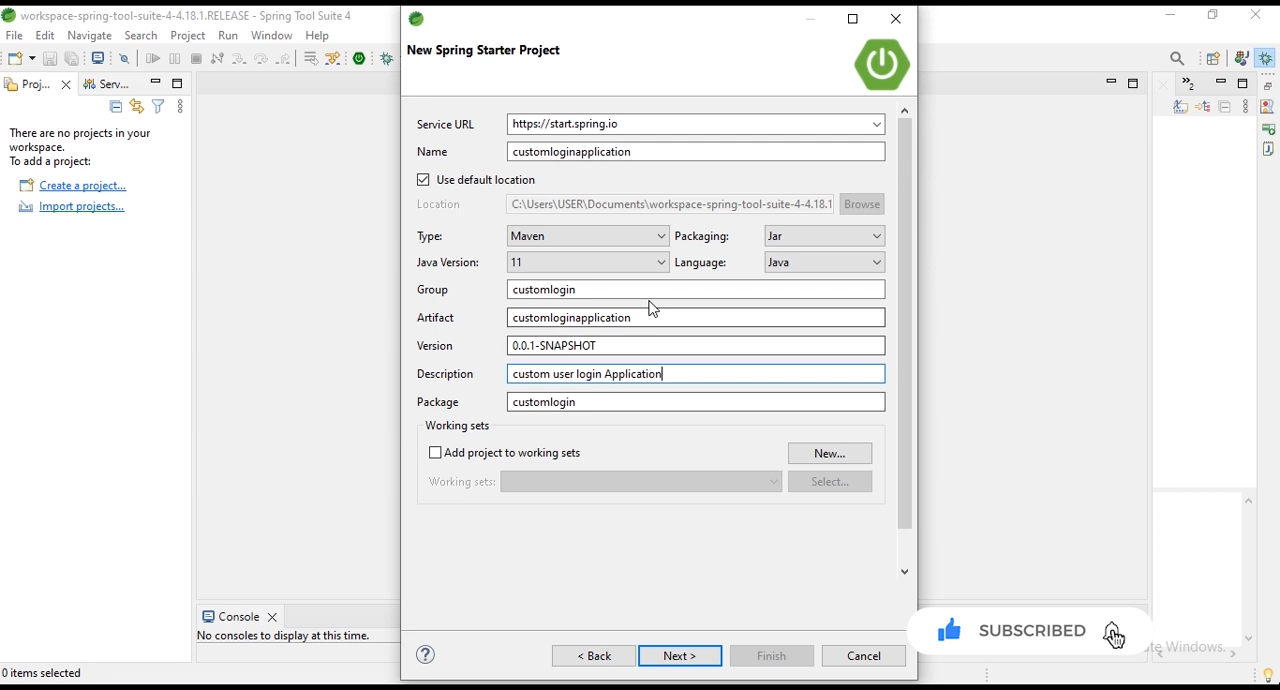 workspace-spring-tool-suite-4-4.18.1.RELEASE - Spring Tool Suite 4
File Edit Navigate Search Project Run Window Help
Proj... Serv...
There are no projects in your
workspace.
To add a project:
Create a project...
Import projects...
New Spring Starter Project
Service URL https://start.spring.io
Name customloginapplication
Use default location
Location C:\Users\USER\Documents\workspace-spring-tool-suite-4-4.18.1 Browse
Type: Maven Packaging: Jar
Java Version: 11 Language: Java
Group customlogin
Artifact customloginapplication
Version 0.0.1-SNAPSHOT
Description custom user login Application
Package customlogin
Working sets
Add project to working sets New...
Working sets: Select...
< Back Next > Finish Cancel
2
Console
No consoles to display at this time.
SUBSCRIBED
Windows.
0 items selected